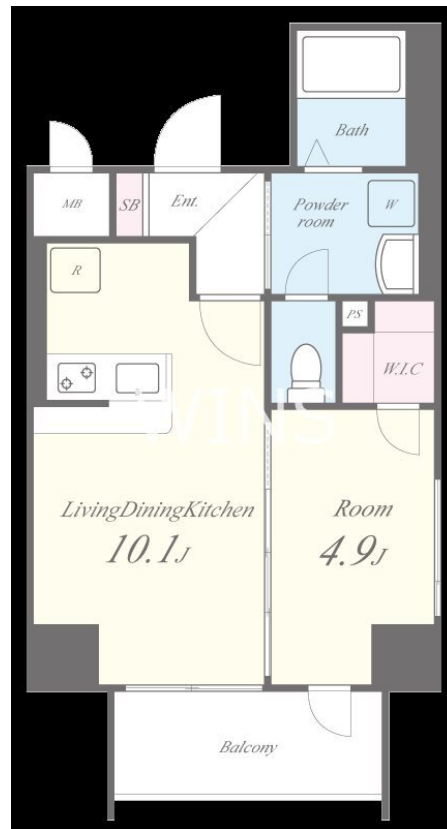 Bath
MB
SB
Ent.
Powder
room
W
R
PS
W.I.C
WINS
LivingDiningKitchen
10.1J
Room
4.9J
Balcony